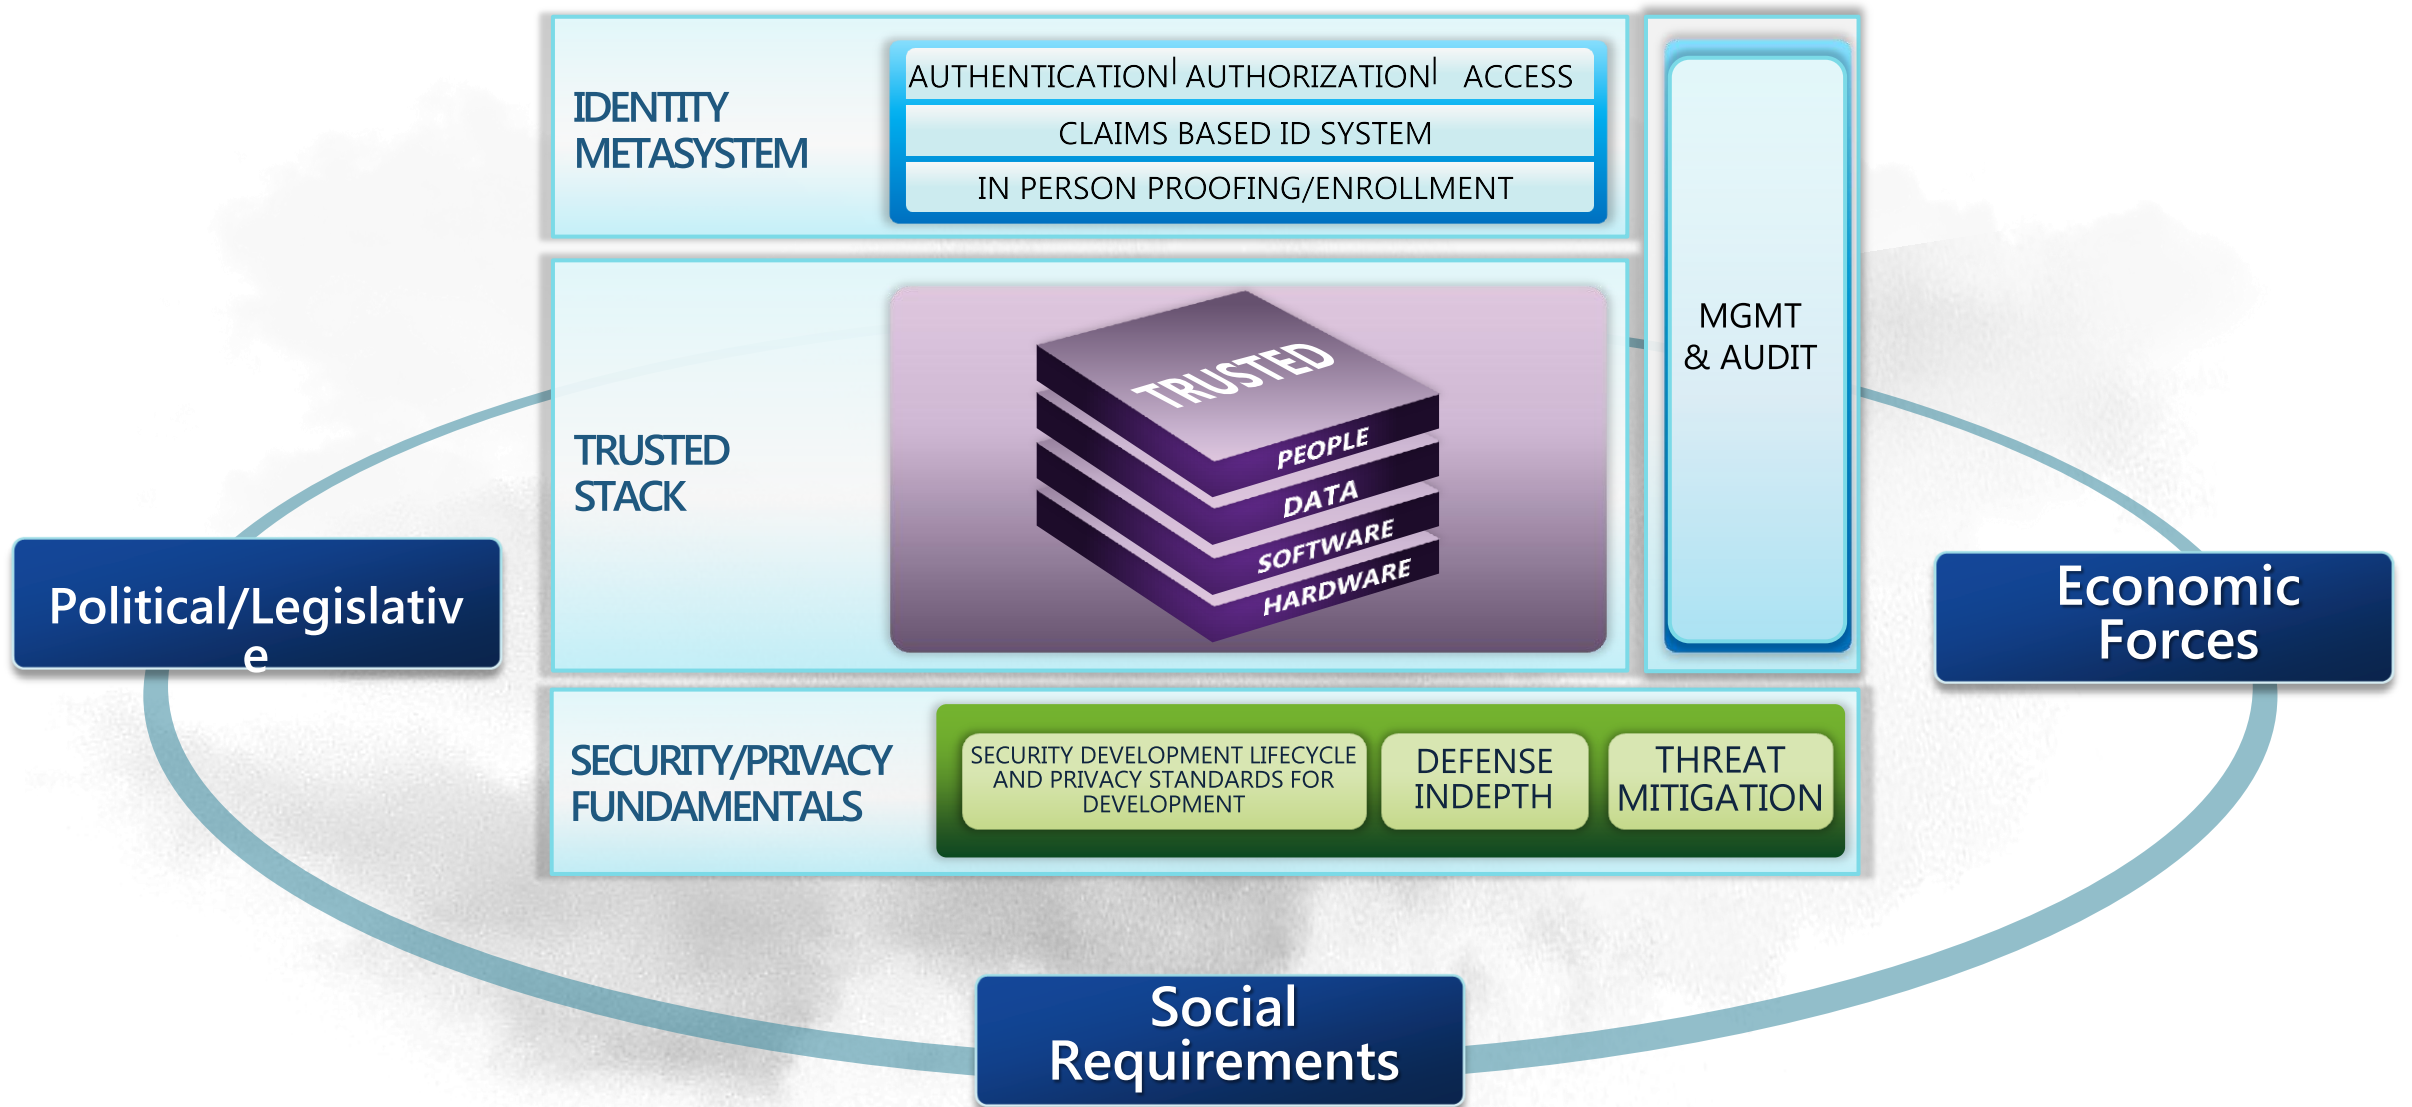 AUTHENTICATION| AUTHORIZATION| ACCESS
IDENTITY
METASYSTEM
CLAIMS BASED ID SYSTEM
IN PERSON PROOFING/ENROLLMENT
MGMT
& AUDIT
TRUSTED
STACK
TRUSTED
PEOPLE
DATA
SOFTWARE
HARDWARE
Political/Legislativ
e
Economic
Forces
SECURITY/PRIVACY
FUNDAMENTALS
SECURITY DEVELOPMENT LIFECYCLE
AND PRIVACY STANDARDS FOR
DEVELOPMENT
DEFENSE
INDEPTH
THREAT
MITIGATION
Social
Requirements